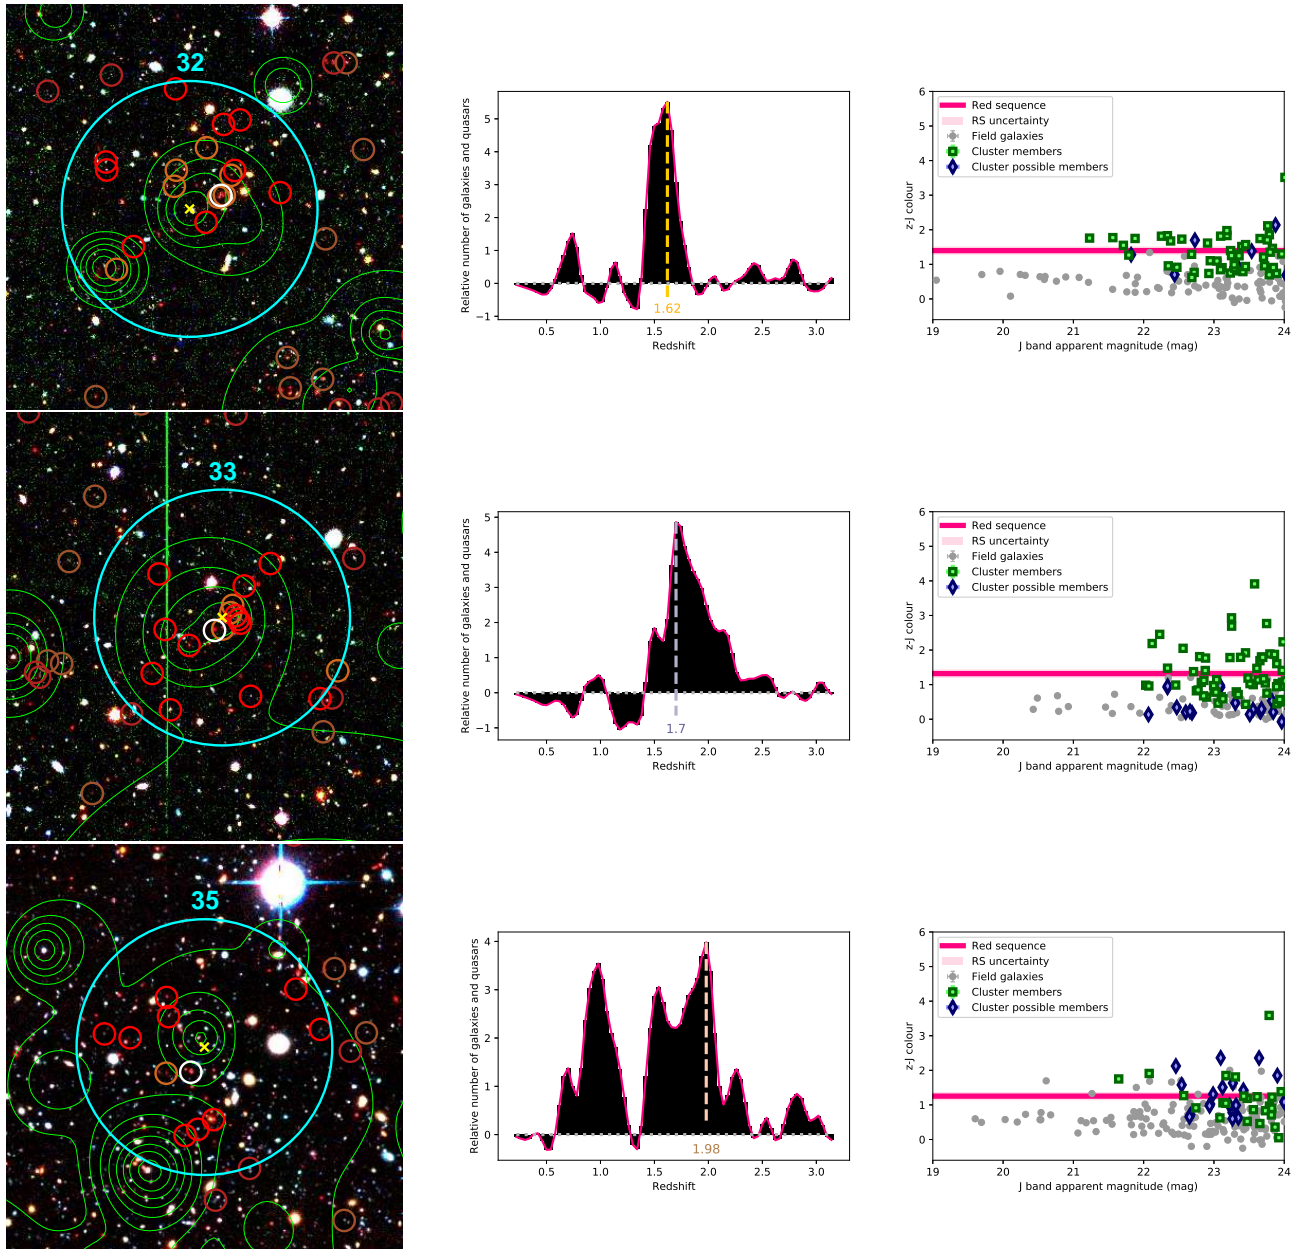 32
Relative number of galaxies and quasars
5
4
3
2
1
0
−1
1.62
0.5 1.0 1.5 2.0 2.5 3.0
Redshift
z-J colour
6
5
4
3
2
1
0
Red sequence
RS uncertainty
Field galaxies
Cluster members
Cluster possible members
19 20 21 22 23 24
J band apparent magnitude (mag)
33
Relative number of galaxies and quasars
5
4
3
2
1
0
−1
1.7
0.5 1.0 1.5 2.0 2.5 3.0
Redshift
z-J colour
6
5
4
3
2
1
0
Red sequence
RS uncertainty
Field galaxies
Cluster members
Cluster possible members
19 20 21 22 23 24
J band apparent magnitude (mag)
35
Relative number of galaxies and quasars
4
3
2
1
0
1.98
0.5 1.0 1.5 2.0 2.5 3.0
Redshift
z-J colour
6
5
4
3
2
1
0
Red sequence
RS uncertainty
Field galaxies
Cluster members
Cluster possible members
19 20 21 22 23 24
J band apparent magnitude (mag)